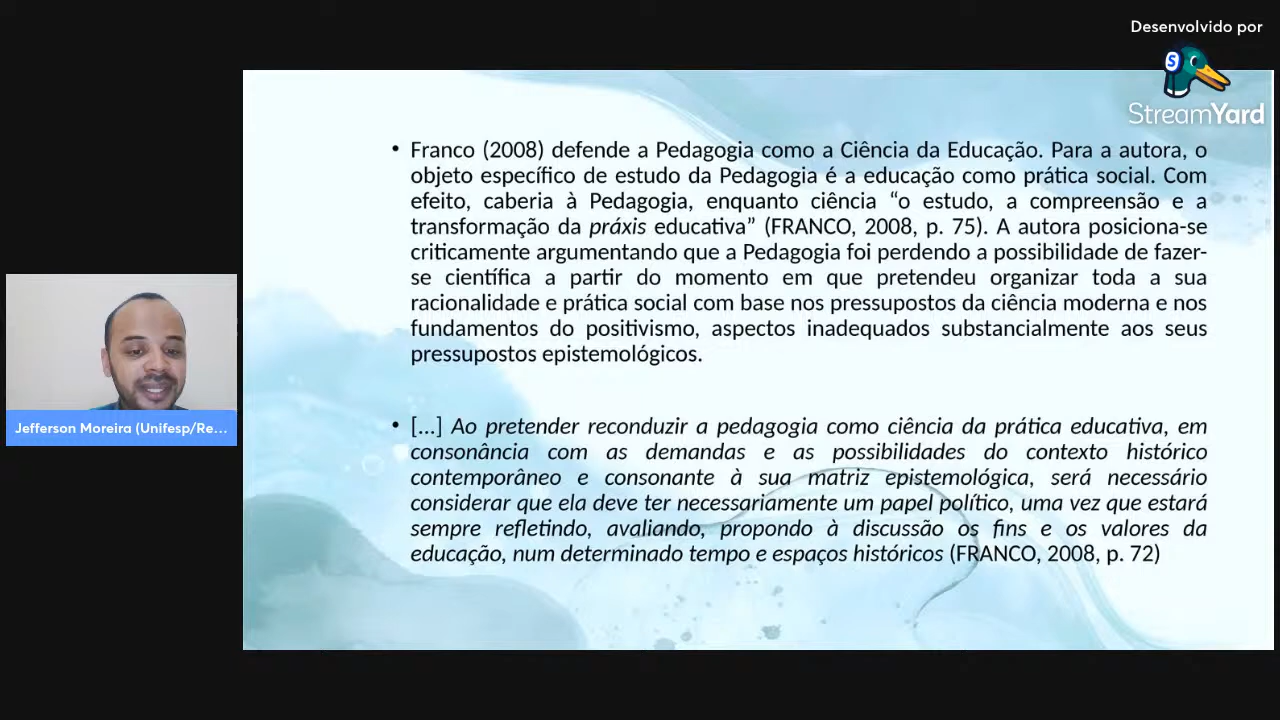 Desenvolvido por
S
StreamYard
• Franco (2008) defende a Pedagogia como a Ciência da Educação. Para a autora, o
objeto específico de estudo da Pedagogia é a educação como prática social. Com
efeito, caberia à Pedagogia, enquanto ciência “o estudo, a compreensão e a
transformação da práxis educativa” (FRANCO, 2008, p. 75). A autora posiciona-se
criticamente argumentando que a Pedagogia foi perdendo a possibilidade de fazer-
se científica a partir do momento em que pretendeu organizar toda a sua
racionalidade e prática social com base nos pressupostos da ciência moderna e nos
fundamentos do positivismo, aspectos inadequados substancialmente aos seus
pressupostos epistemológicos.
• [...] Ao pretender reconduzir a pedagogia como ciência da prática educativa, em
consonância com as demandas e as possibilidades do contexto histórico
contemporâneo e consonante à sua matriz epistemológica, será necessário
considerar que ela deve ter necessariamente um papel político, uma vez que estará
sempre refletindo, avaliando, propondo à discussão os fins e os valores da
educação, num determinado tempo e espaços históricos (FRANCO, 2008, p. 72)
Jefferson Moreira (Unifesp/Re...